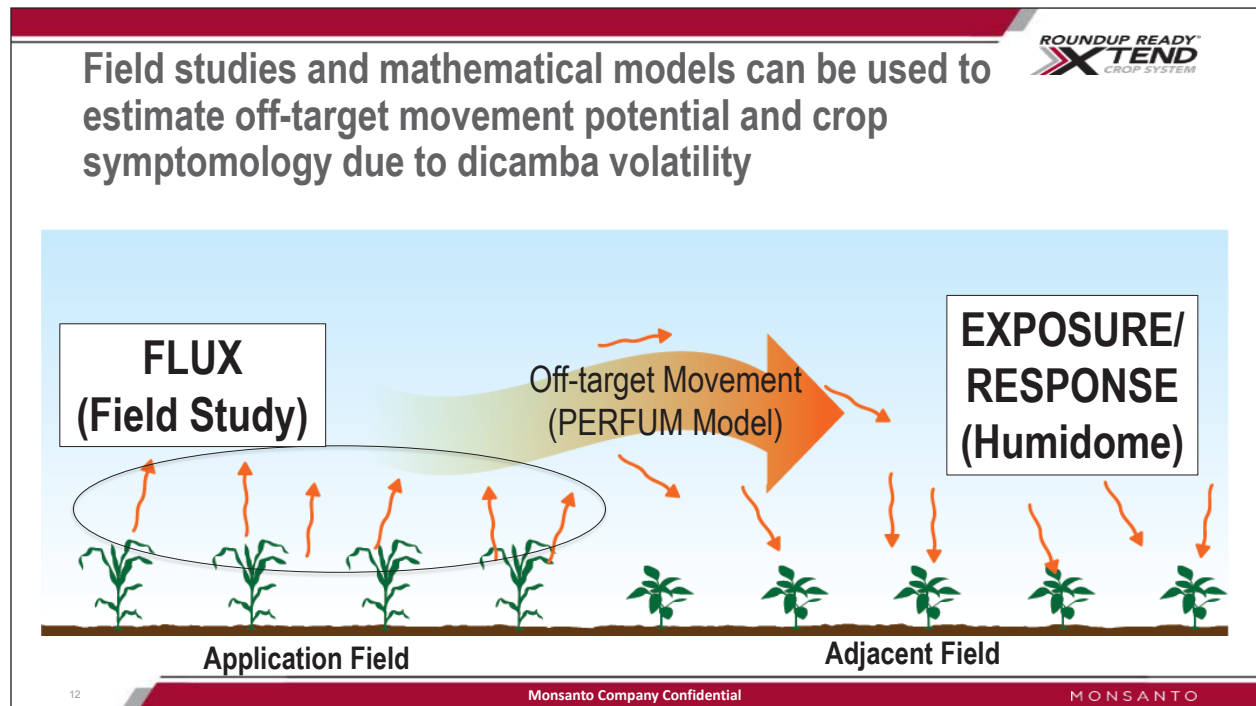 ROUNDUP READY
XTEND
CROP SYSTEM
Field studies and mathematical models can be used to
estimate off-target movement potential and crop
symptomology due to dicamba volatility
FLUX
(Field Study)
Off-target Movement
(PERFUM Model)
EXPOSURE/
RESPONSE
(Humidome)
Application Field
Adjacent Field
12
Monsanto Company Confidential
MONSANTO